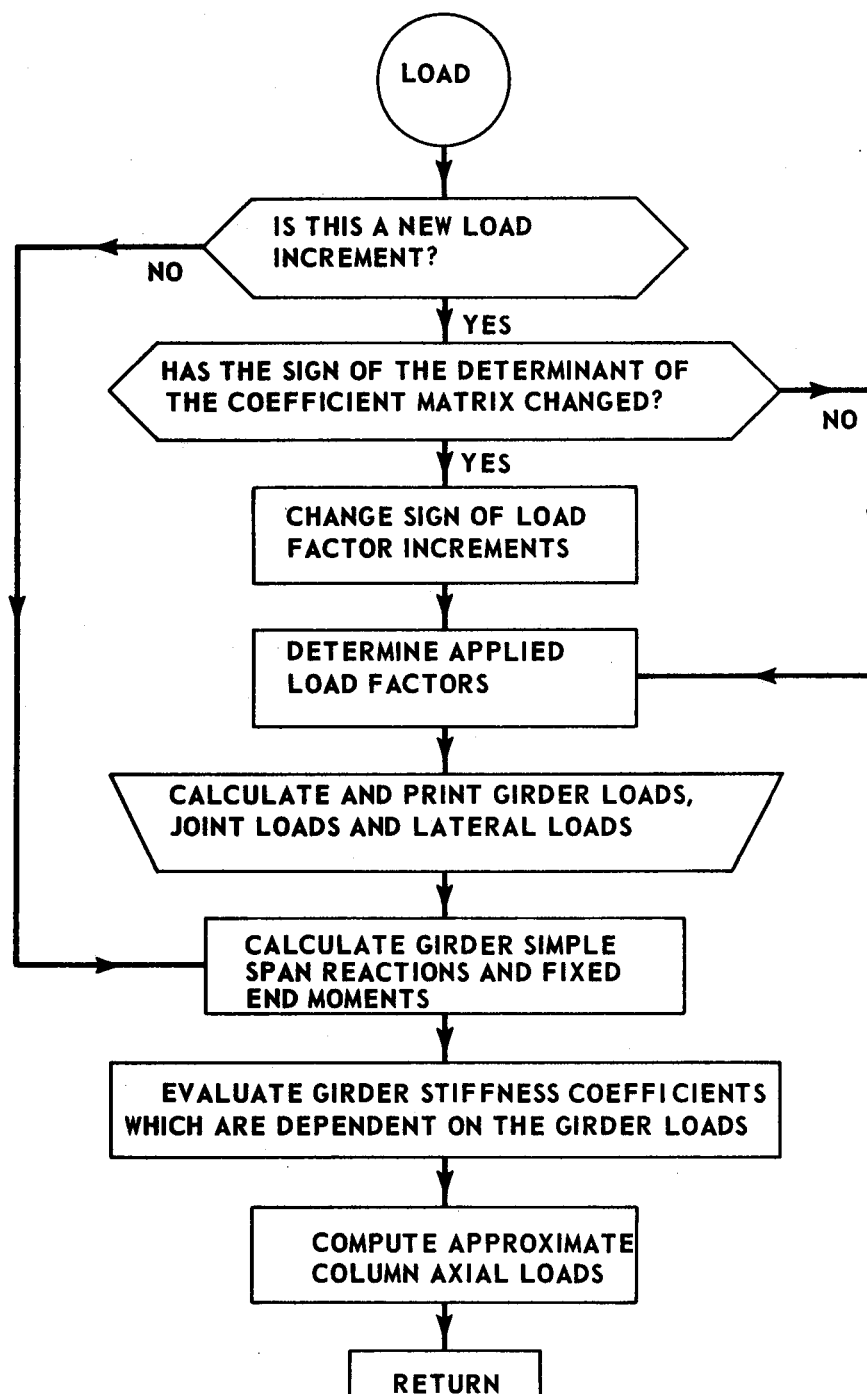 LOAD
IS THIS A NEW LOAD
INCREMENT?
NO
YES
HAS THE SIGN OF THE DETERMINANT OF
THE COEFFICIENT MATRIX CHANGED?
NO
YES
CHANGE SIGN OF LOAD
FACTOR INCREMENTS
DETERMINE APPLIED
LOAD FACTORS
CALCULATE AND PRINT GIRDER LOADS,
JOINT LOADS AND LATERAL LOADS
CALCULATE GIRDER SIMPLE
SPAN REACTIONS AND FIXED
END MOMENTS
EVALUATE GIRDER STIFFNESS COEFFICIENTS
WHICH ARE DEPENDENT ON THE GIRDER LOADS
COMPUTE APPROXIMATE
COLUMN AXIAL LOADS
RETURN